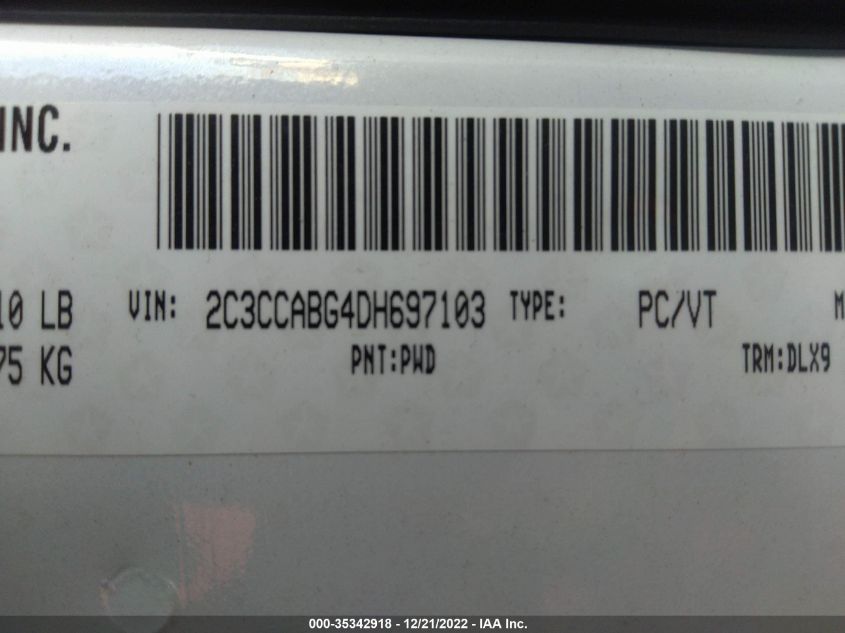 INC.
10 LB VIN: 2C3CCABG4DH697103 TYPE: PC/VT M
75 KG PNT:PWD TRM:DLX9
000-35342918 - 12/21/2022 - IAA Inc.